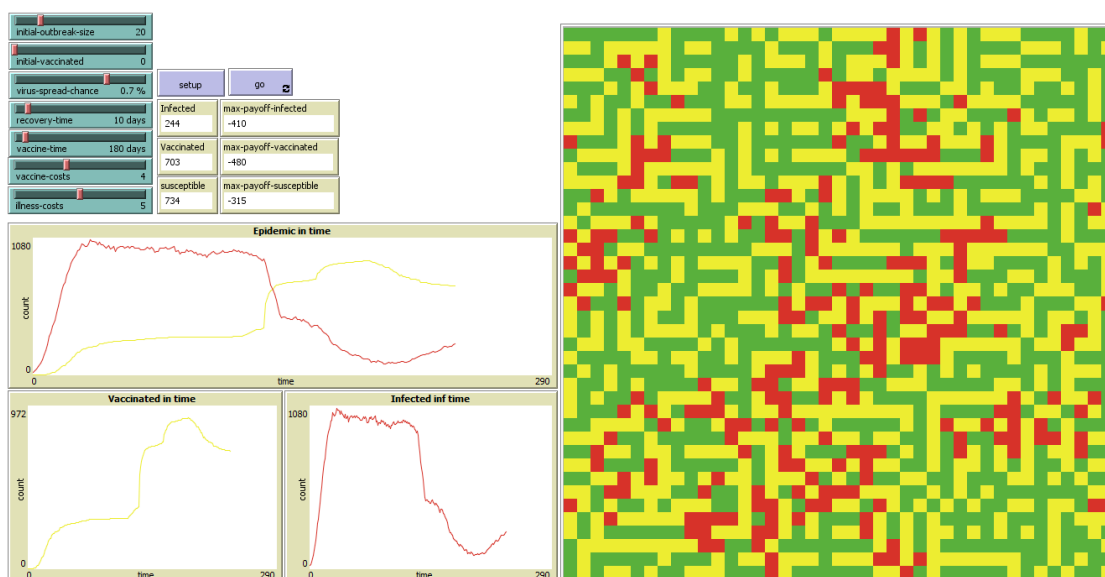 initial-outbreak-size 20
initial-vaccinated 0
virus-spread-chance 0.7 %
recovery-time 10 days
vaccine-time 180 days
vaccine-costs 4
illness-costs 5
setup
go
Infected
244
max-payoff-infected
-410
Vaccinated
703
max-payoff-vaccinated
-480
susceptible
734
max-payoff-susceptible
-315
Epidemic in time
1080
count
0
0
time
290
Vaccinated in time
972
count
0
0
time
290
Infected inf time
1080
count
0
0
time
290